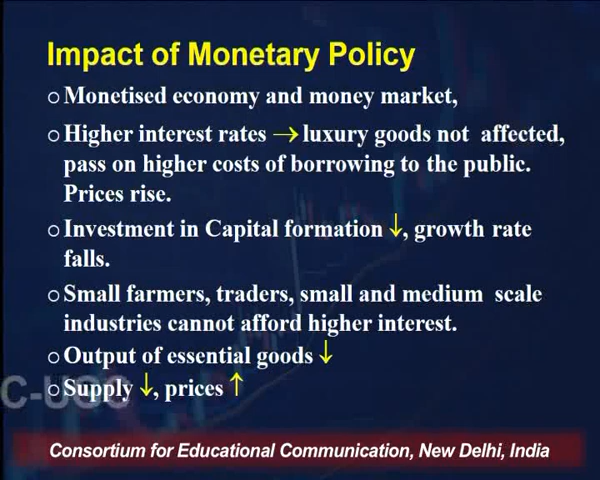 Impact of Monetary Policy
○ Monetised economy and money market,
○ Higher interest rates → luxury goods not affected,
pass on higher costs of borrowing to the public.
Prices rise.
○ Investment in Capital formation ↓, growth rate
falls.
○ Small farmers, traders, small and medium scale
industries cannot afford higher interest.
○ Output of essential goods ↓
○ Supply ↓, prices ↑
Consortium for Educational Communication, New Delhi, India